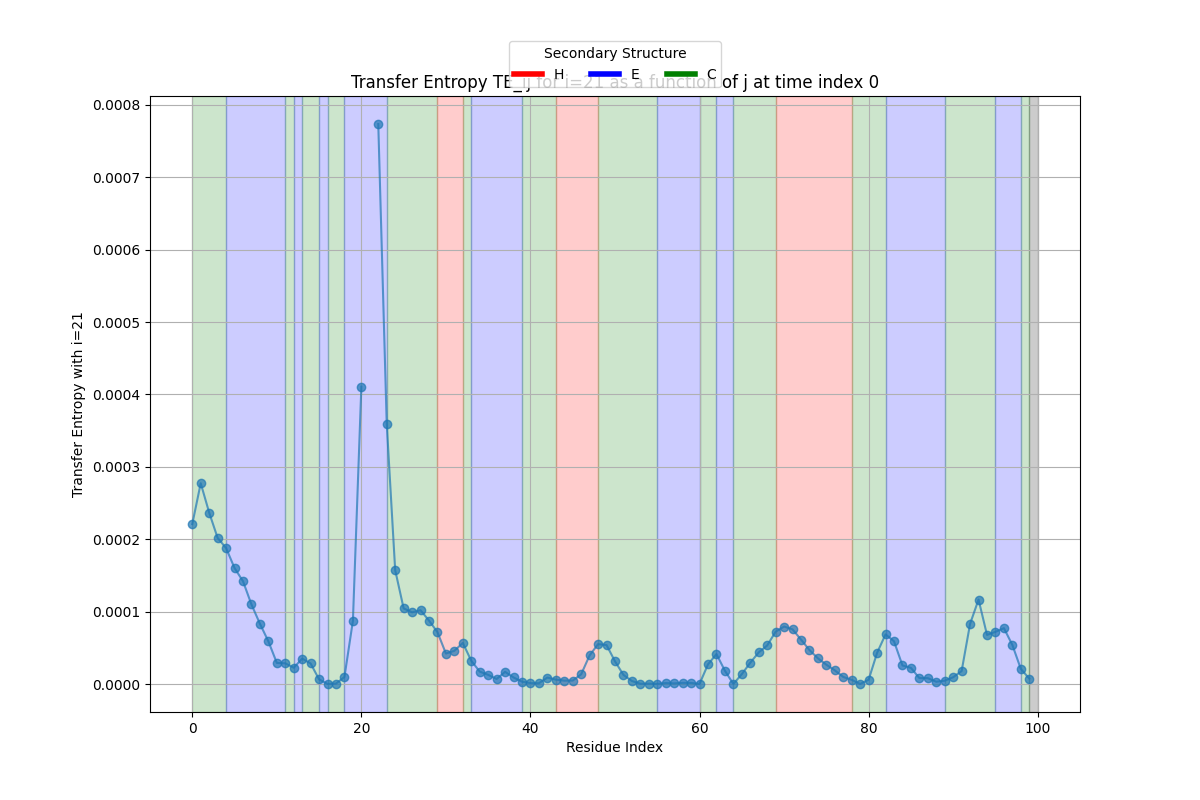 Secondary Structure
H E C
Transfer Entropy TE_ij for i=21 as a function of j at time index 0
0.0008
0.0007
0.0006
0.0005
0.0004
0.0003
0.0002
0.0001
0.0000
Transfer Entropy with i=21
0 20 40 60 80 100
Residue Index